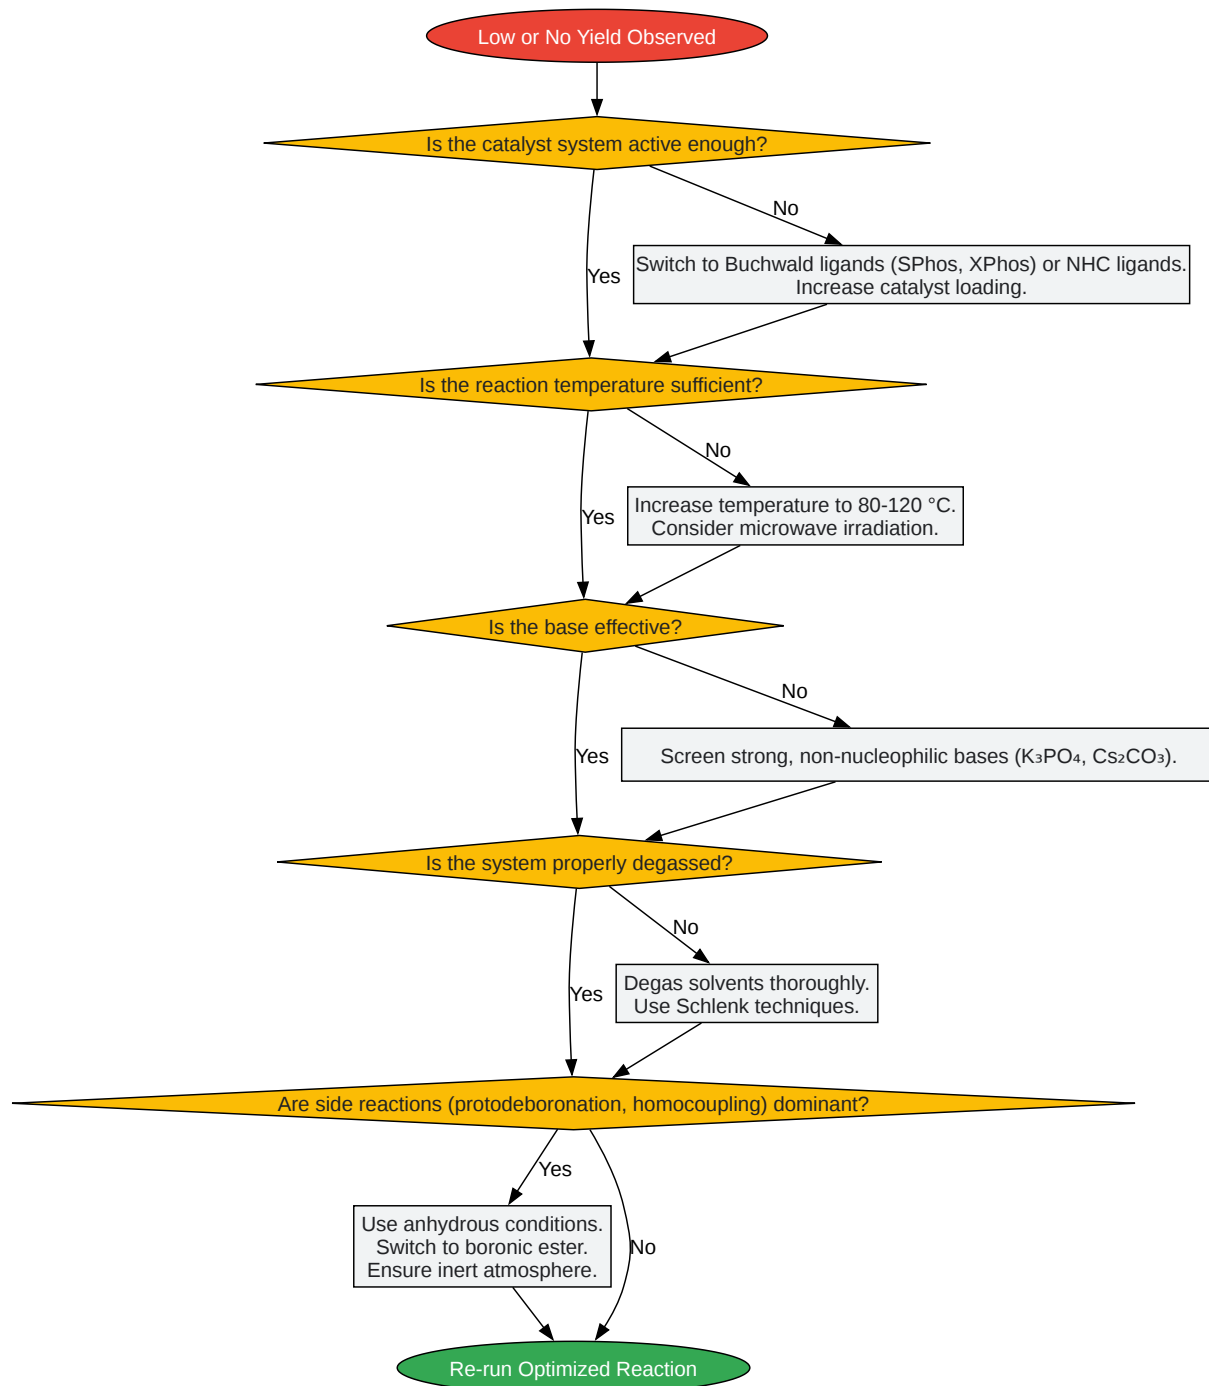 Low or No Yield Observed
Is the catalyst system active enough?
No
Switch to Buchwald ligands (SPhos, XPhos) or NHC ligands.
Increase catalyst loading.
Yes
Is the reaction temperature sufficient?
No
Increase temperature to 80-120 °C.
Consider microwave irradiation.
Yes
Is the base effective?
No
Screen strong, non-nucleophilic bases (K₃PO₄, Cs₂CO₃).
Yes
Is the system properly degassed?
No
Degas solvents thoroughly.
Use Schlenk techniques.
Yes
Are side reactions (protodeboronation, homocoupling) dominant?
Yes
Use anhydrous conditions.
Switch to boronic ester.
Ensure inert atmosphere.
No
Re-run Optimized Reaction